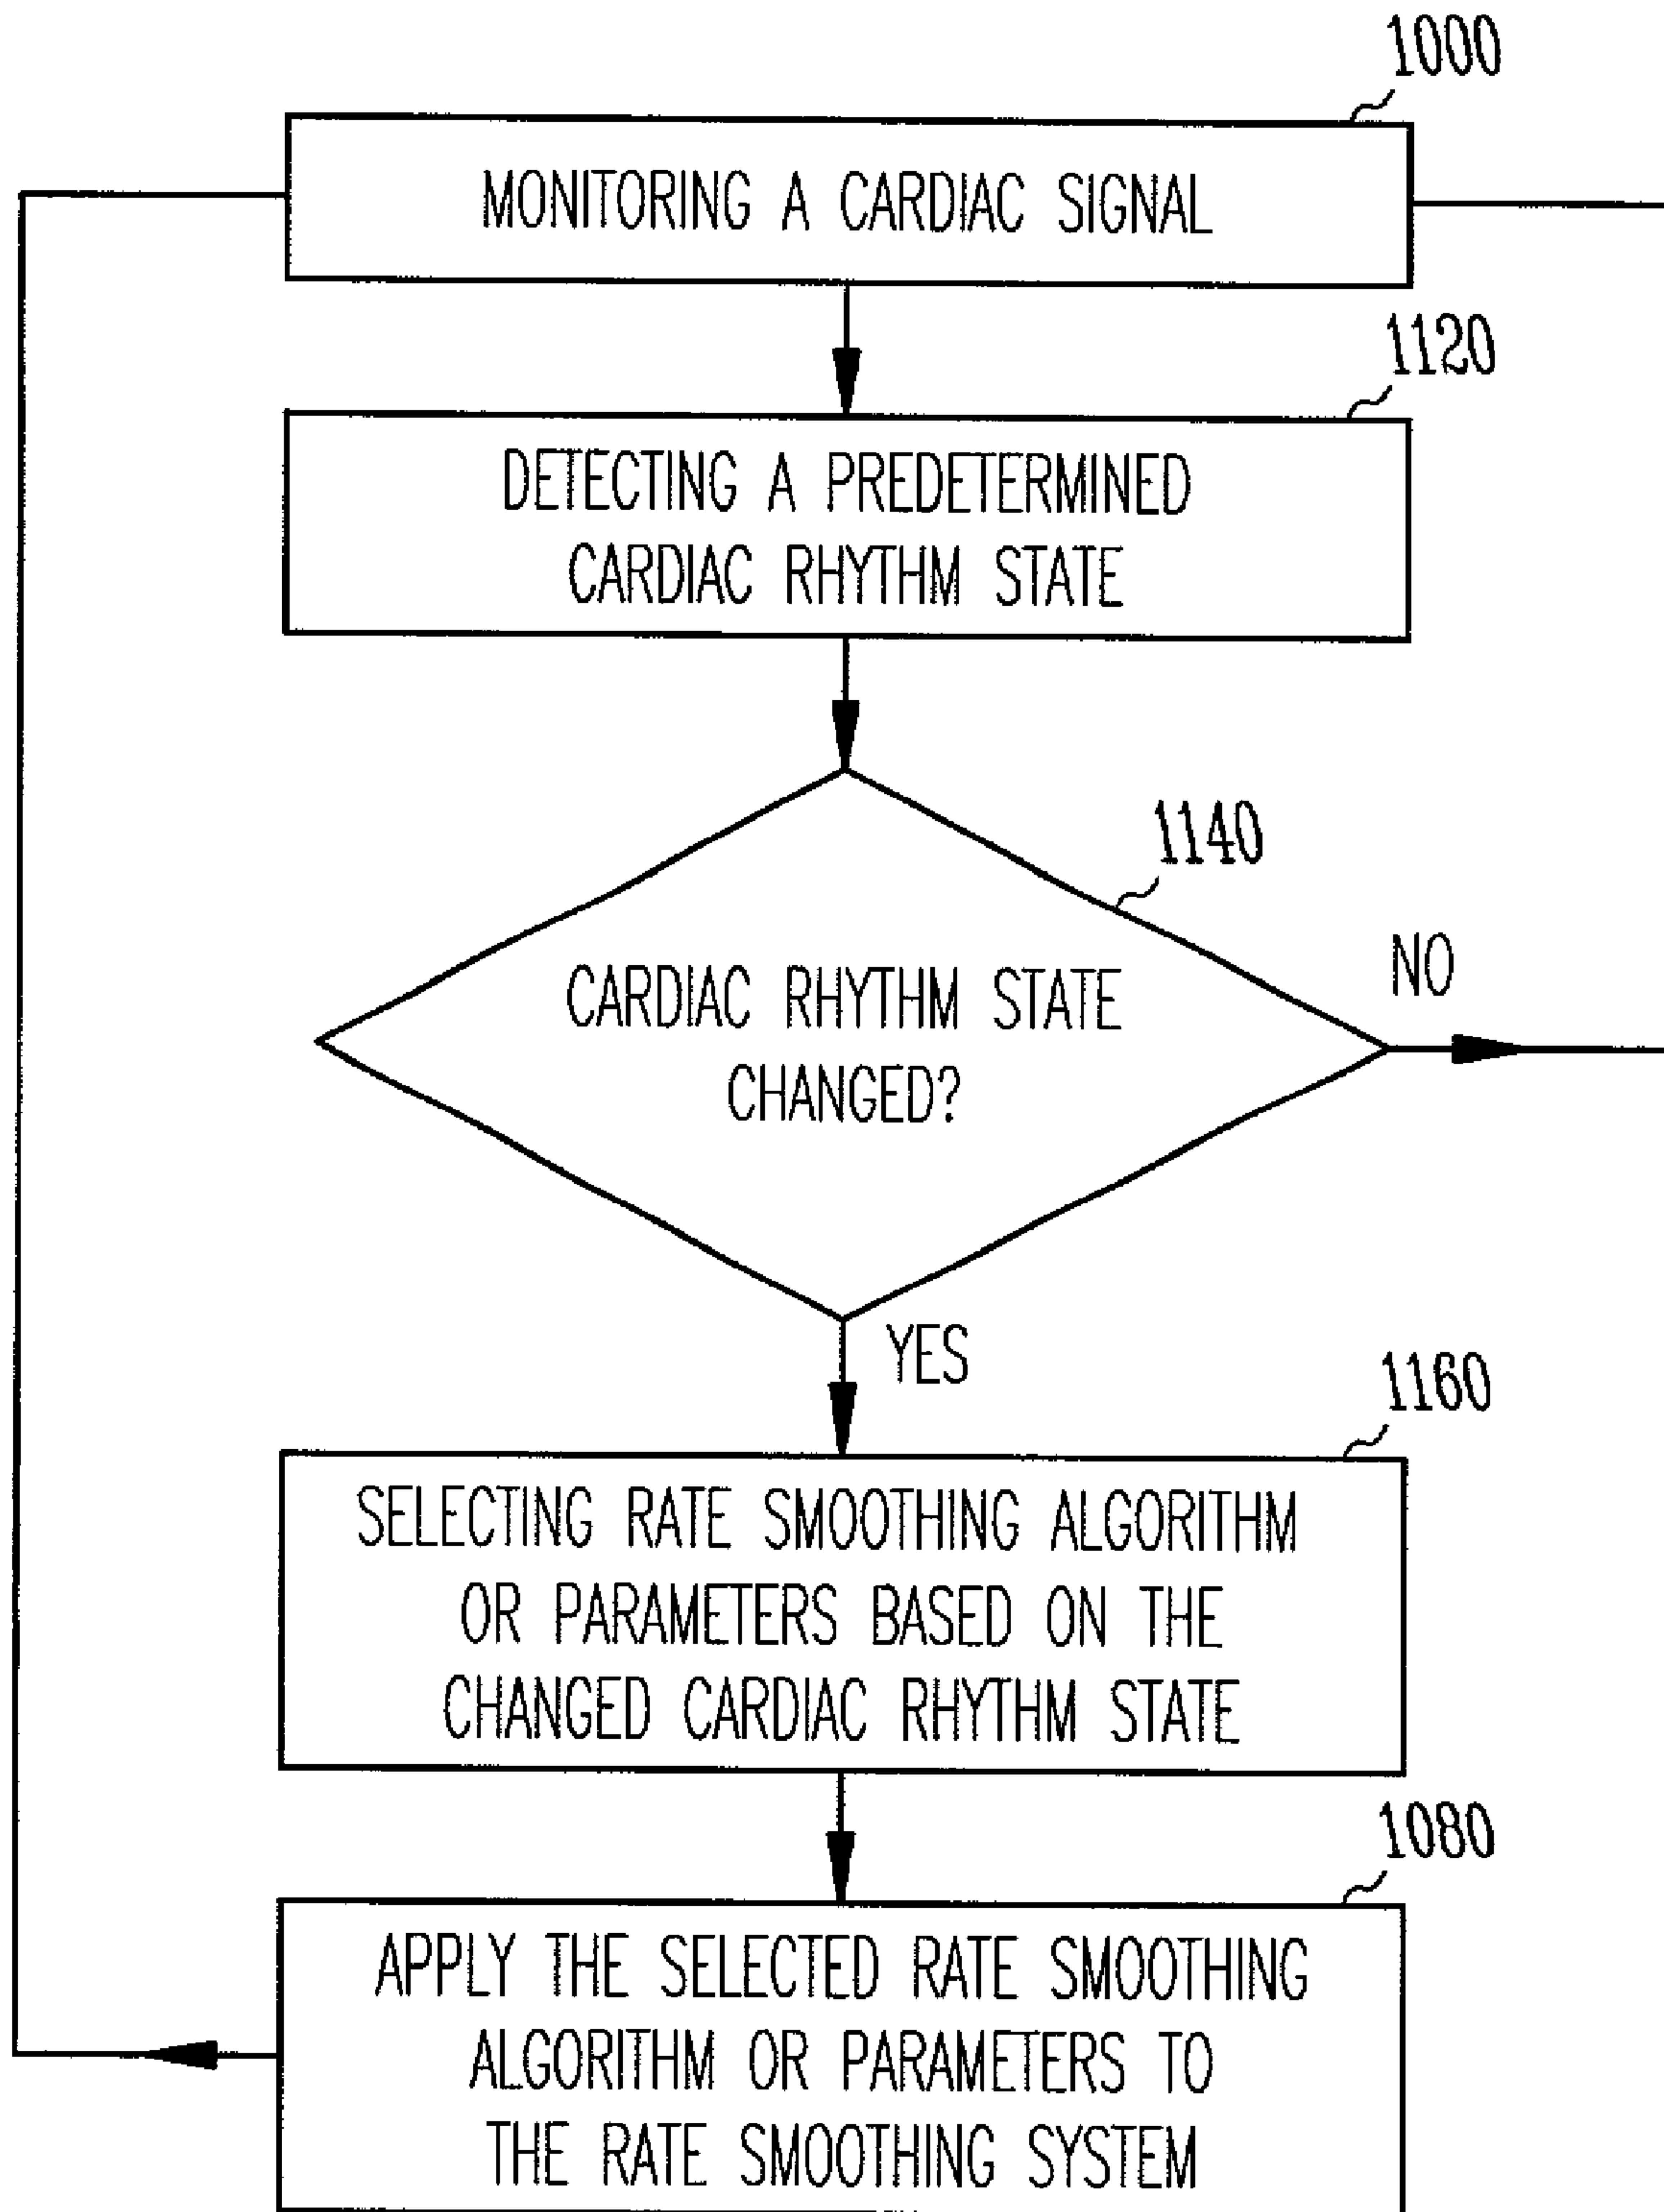 1000
MONITORING A CARDIAC SIGNAL
1120
DETECTING A PREDETERMINED
CARDIAC RHYTHM STATE
1140
CARDIAC RHYTHM STATE
CHANGED?
NO
YES
1160
SELECTING RATE SMOOTHING ALGORITHM
OR PARAMETERS BASED ON THE
CHANGED CARDIAC RHYTHM STATE
1080
APPLY THE SELECTED RATE SMOOTHING
ALGORITHM OR PARAMETERS TO
THE RATE SMOOTHING SYSTEM